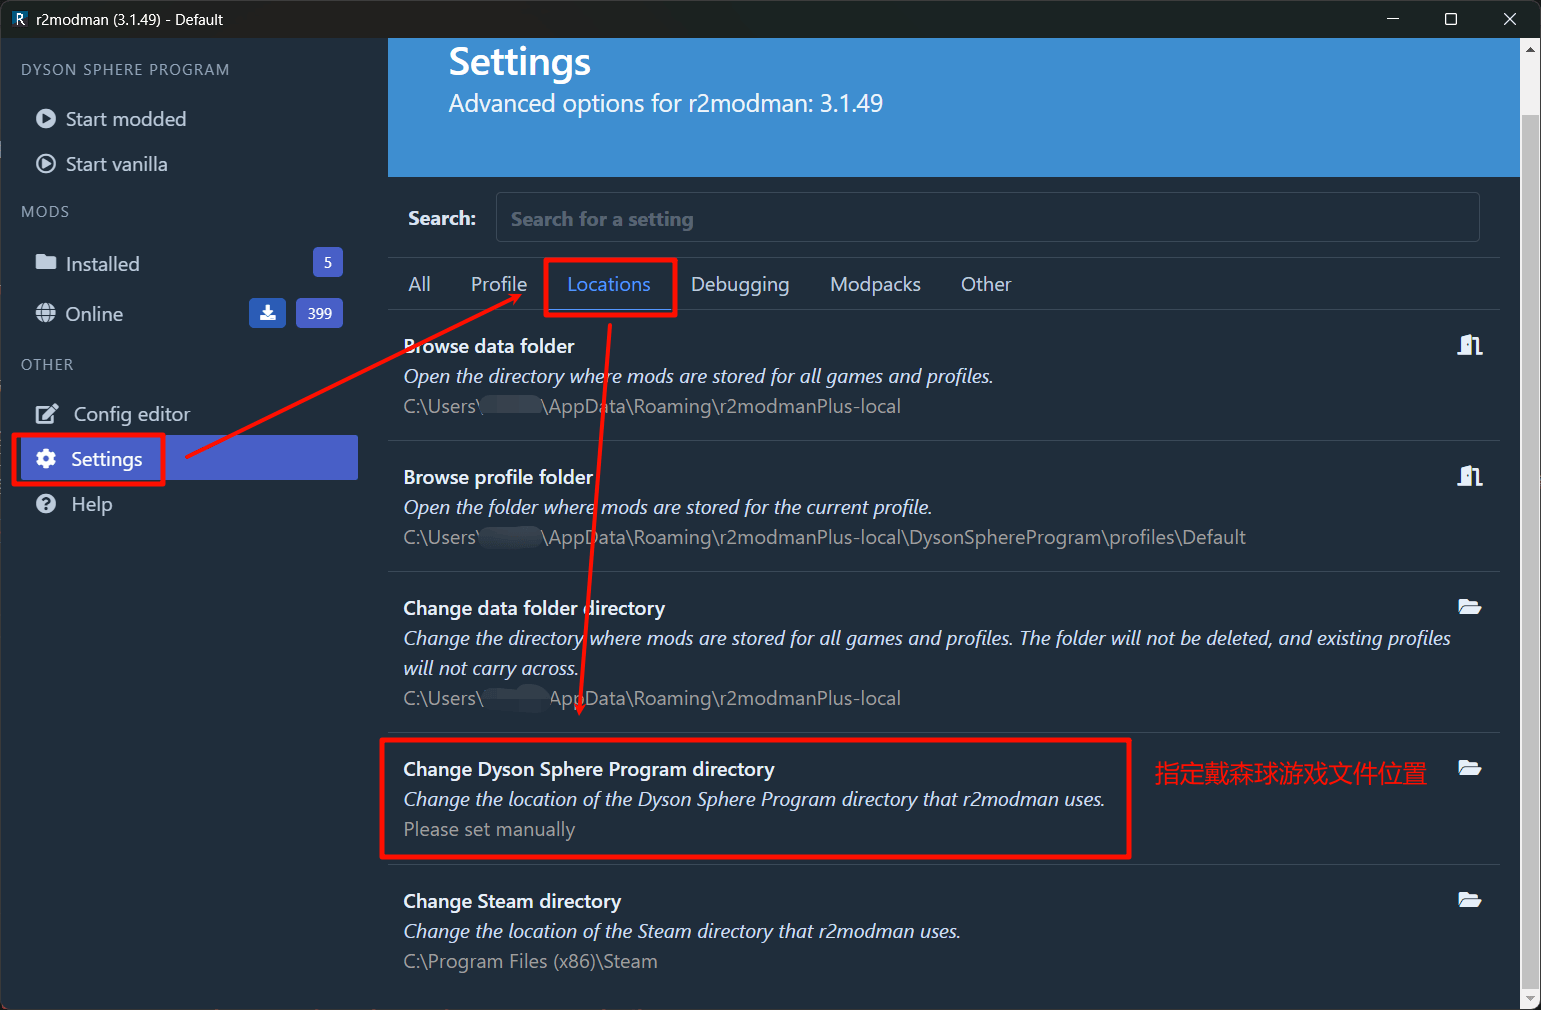 r2modman (3.1.49) - Default
DYSON SPHERE PROGRAM
Start modded
Start vanilla
MODS
Installed 5
Online 399
OTHER
Config editor
Settings
Help
Settings
Advanced options for r2modman: 3.1.49
Search: Search for a setting
All Profile Locations Debugging Modpacks Other
Browse data folder
Open the directory where mods are stored for all games and profiles.
C:\Users\ \AppData\Roaming\r2modmanPlus-local
Browse profile folder
Open the folder where mods are stored for the current profile.
C:\Users\ \AppData\Roaming\r2modmanPlus-local\DysonSphereProgram\profiles\Default
Change data folder directory
Change the directory where mods are stored for all games and profiles. The folder will not be deleted, and existing profiles
will not carry across.
C:\Users\ AppData\Roaming\r2modmanPlus-local
Change Dyson Sphere Program directory
Change the location of the Dyson Sphere Program directory that r2modman uses.
Please set manually
指定戴森球游戏文件位置
Change Steam directory
Change the location of the Steam directory that r2modman uses.
C:\Program Files (x86)\Steam